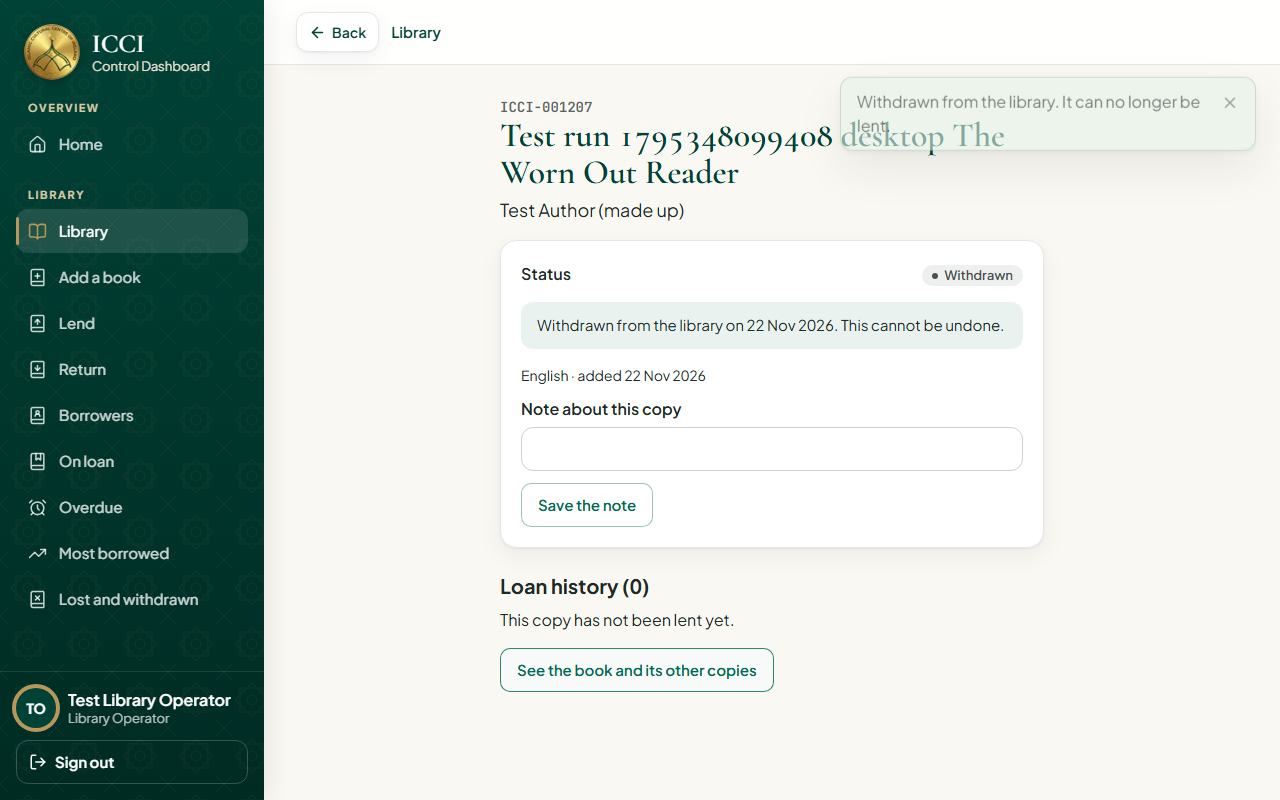 ICCI
Control Dashboard
OVERVIEW
Home
LIBRARY
Library
Add a book
Lend
Return
Borrowers
On loan
Overdue
Most borrowed
Lost and withdrawn
TO
Test Library Operator
Library Operator
Sign out
Back
Library
Withdrawn from the library. It can no longer be
lent.
ICCI-001207
Test run 1795348099408 desktop The
Worn Out Reader
Test Author (made up)
Status
Withdrawn
Withdrawn from the library on 22 Nov 2026. This cannot be undone.
English · added 22 Nov 2026
Note about this copy
Save the note
Loan history (0)
This copy has not been lent yet.
See the book and its other copies